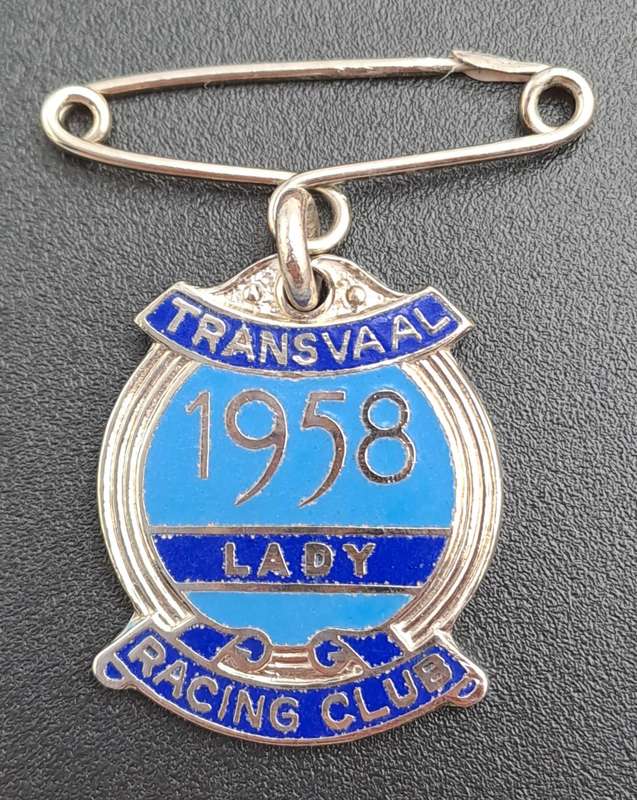 TRANSVAAL
1958
LADY
RACING CLUB